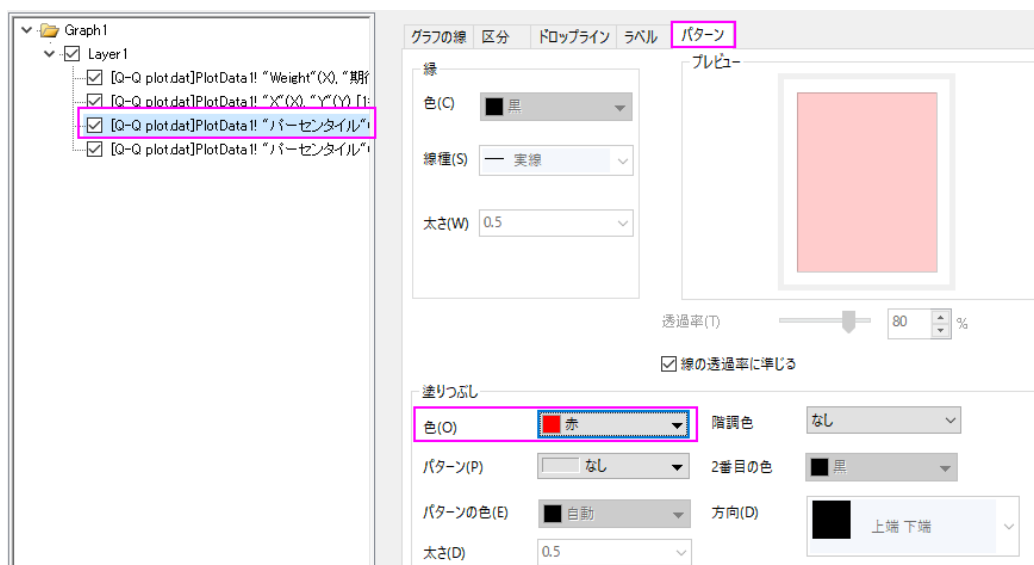 Graph1
Layer1
[Q-Q plot.dat]PlotData1! "Weight"(X), "期
[Q-Q plot.dat]PlotData1! "X"(X), "Y"(Y) [1
[Q-Q plot.dat]PlotData1! "パーセンタイル"
[Q-Q plot.dat]PlotData1! "パーセンタイル"
グラフの線 区分 ドロップライン ラベル パターン
縁
色(C) 黒
線種(S) 実線
太さ(W) 0.5
プレビュー
透過率(T) 80 %
線の透過率に準じる
塗りつぶし
色(O) 赤 階調色 なし
パターン(P) なし 2番目の色 黒
パターンの色(E) 自動 方向(D) 上端 下端
太さ(D) 0.5